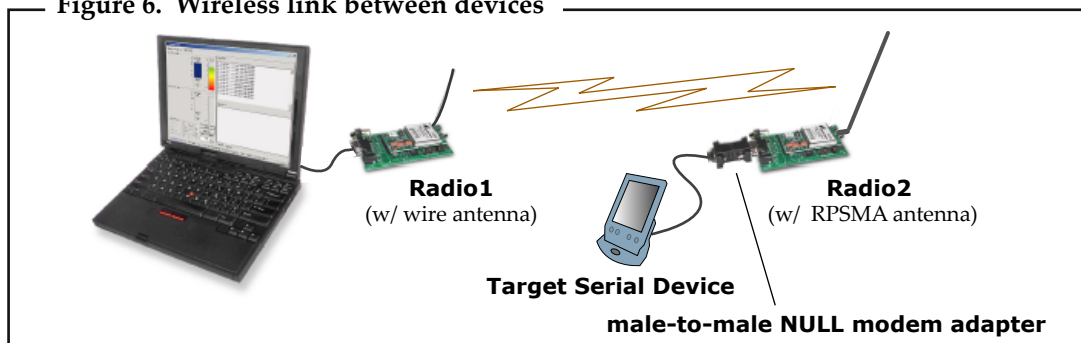 Figure 6.  Wireless link between devices
Radio1
(w/ wire antenna)
Radio2
(w/  RPSMA antenna)
Target Serial Device
male-to-male NULL modem adapter